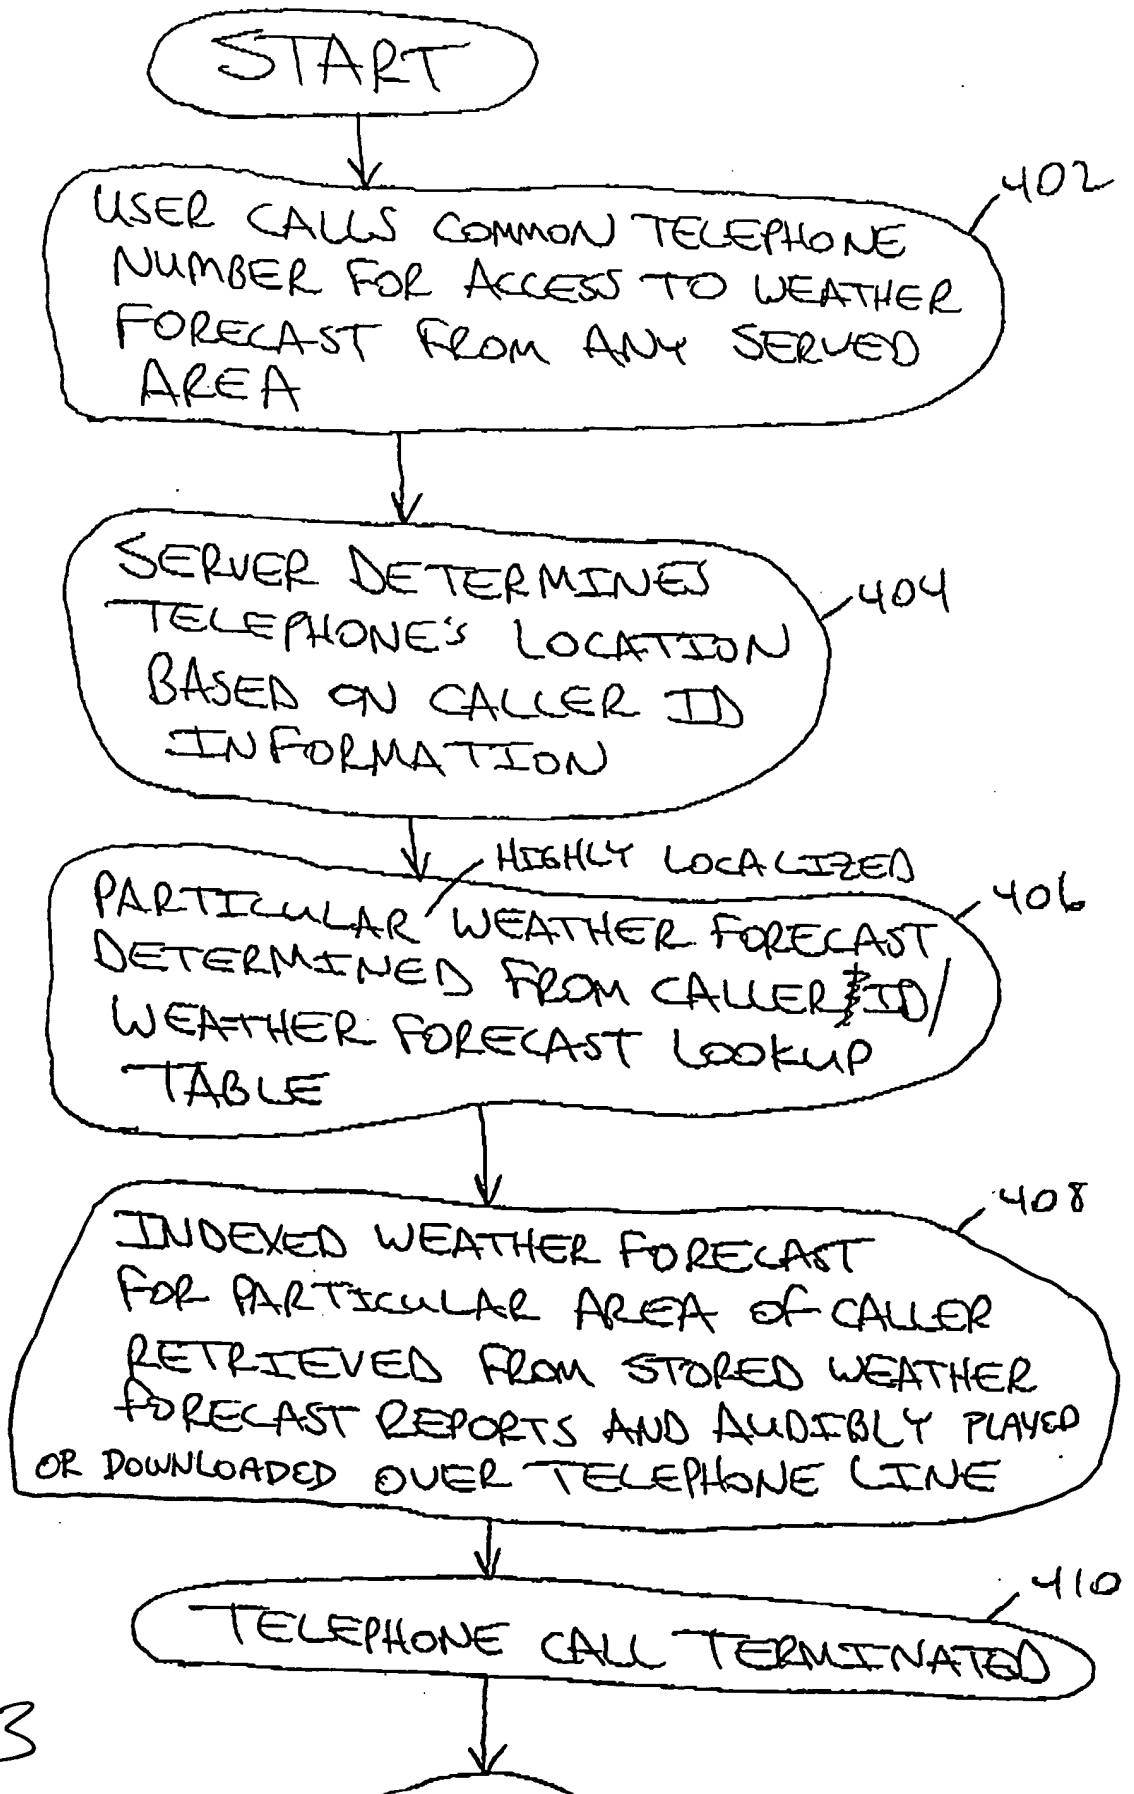 START
402
USER CALLS COMMON TELEPHONE
NUMBER FOR ACCESS TO WEATHER
FORECAST FROM ANY SERVED
AREA
404
SERVER DETERMINES
TELEPHONE'S LOCATION
BASED ON CALLER ID
INFORMATION
HIGHLY LOCALIZED
406
PARTICULAR WEATHER FORECAST
DETERMINED FROM CALLER ID/
WEATHER FORECAST LOOKUP
TABLE
408
INDEXED WEATHER FORECAST
FOR PARTICULAR AREA OF CALLER
RETRIEVED FROM STORED WEATHER
FORECAST REPORTS AND AUDIBLY PLAYED
OR DOWNLOADED OVER TELEPHONE LINE
410
TELEPHONE CALL TERMINATED
3